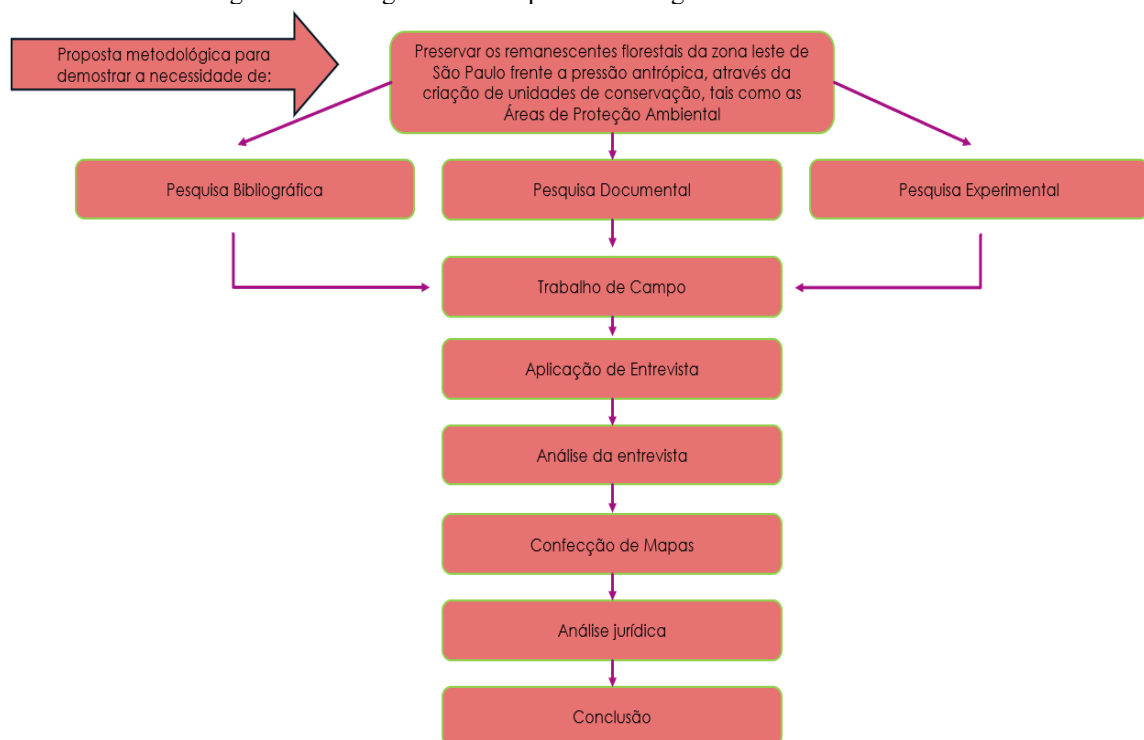 Proposta metodológica para
demostrar a necessidade de:
Preservar os remanescentes florestais da zona leste de
São Paulo frente a pressão antrópica, através da
criação de unidades de conservação, tais como as
Áreas de Proteção Ambiental
Pesquisa Bibliográfica
Pesquisa Documental
Pesquisa Experimental
Trabalho de Campo
Aplicação de Entrevista
Análise da entrevista
Confecção de Mapas
Análise jurídica
Conclusão